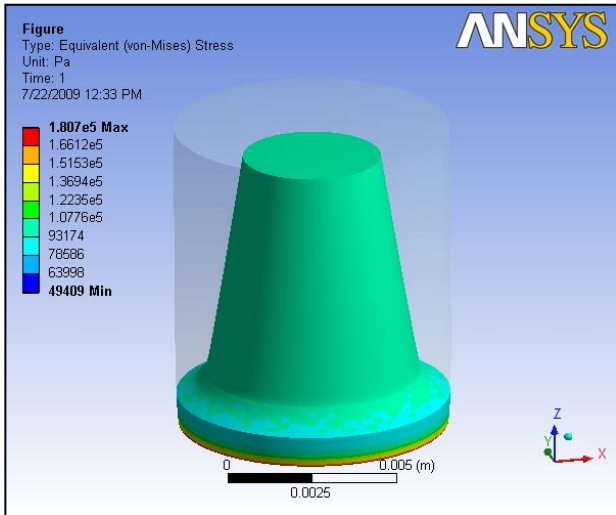 Figure
Type: Equivalent (von-Mises) Stress
Unit: Pa
Time: 1
7/22/2009 12:33 PM
ANSYS
1.807e5 Max
1.6612e5
1.5153e5
1.3694e5
1.2235e5
1.0776e5
93174
78586
63998
49409 Min
0 0.005 (m)
0.0025
Z
Y
X